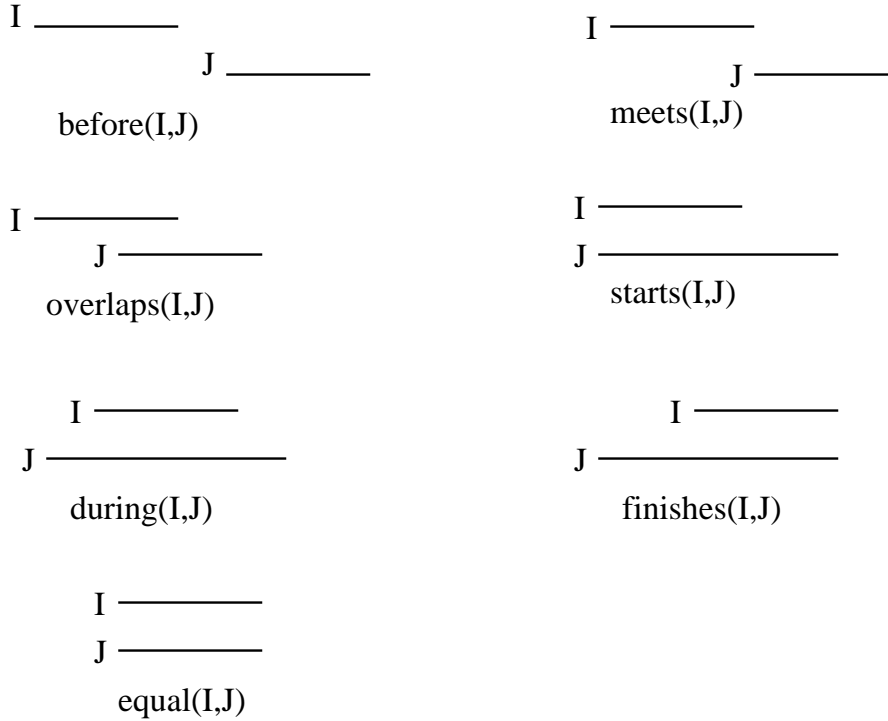 I
J
before(I,J)
I
J
meets(I,J)
I
J
overlaps(I,J)
I
J
starts(I,J)
I
J
during(I,J)
I
J
finishes(I,J)
I
J
equal(I,J)